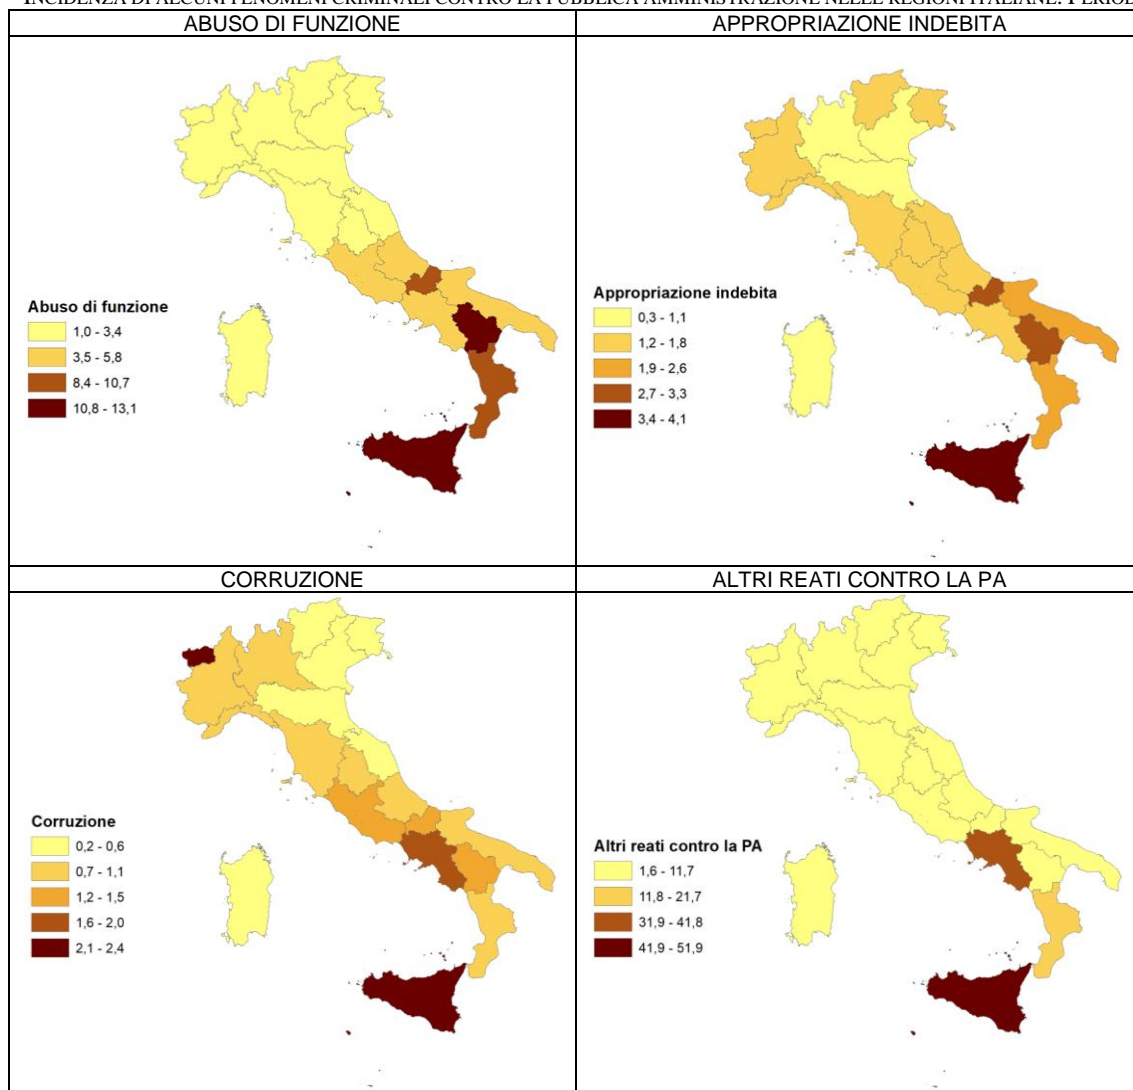 INCIDENZA DI ALCUNI FENOMENI CRIMINALI CONTRO LA PUBBLICA AMMINISTRAZIONE NELLE REGIONI ITALIANE. PERIOD
ABUSO DI FUNZIONE
APPROPRIAZIONE INDEBITA
Abuso di funzione
1,0 - 3,4
3,5 - 5,8
8,4 - 10,7
10,8 - 13,1
Appropriazione indebita
0,3 - 1,1
1,2 - 1,8
1,9 - 2,6
2,7 - 3,3
3,4 - 4,1
CORRUZIONE
ALTRI REATI CONTRO LA PA
Corruzione
0,2 - 0,6
0,7 - 1,1
1,2 - 1,5
1,6 - 2,0
2,1 - 2,4
Altri reati contro la PA
1,6 - 11,7
11,8 - 21,7
31,9 - 41,8
41,9 - 51,9